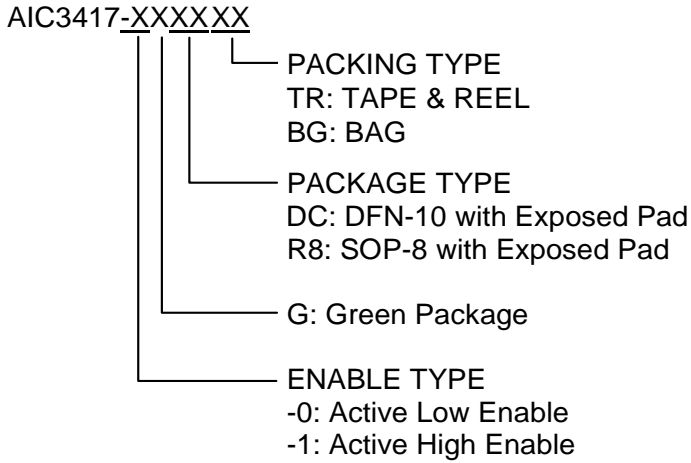 AIC3417-XXXXXX
PACKING TYPE
TR: TAPE & REEL
BG: BAG
PACKAGE TYPE
DC: DFN-10 with Exposed Pad
R8: SOP-8 with Exposed Pad
G: Green Package
ENABLE TYPE
-0: Active Low Enable
-1: Active High Enable